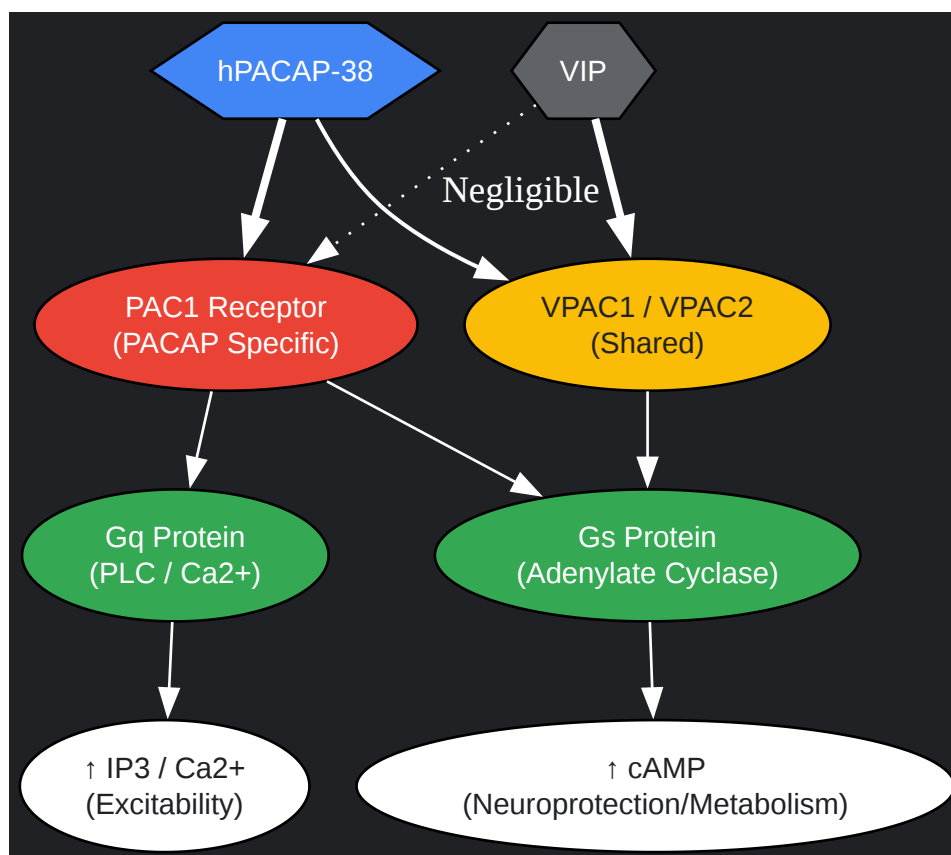 hPACAP-38
VIP
Negligible
PAC1 Receptor
(PACAP Specific)
VPAC1 / VPAC2
(Shared)
Gq Protein
(PLC / Ca2+)
Gs Protein
(Adenylate Cyclase)
↑ IP3 / Ca2+
(Excitability)
↑ cAMP
(Neuroprotection/Metabolism)